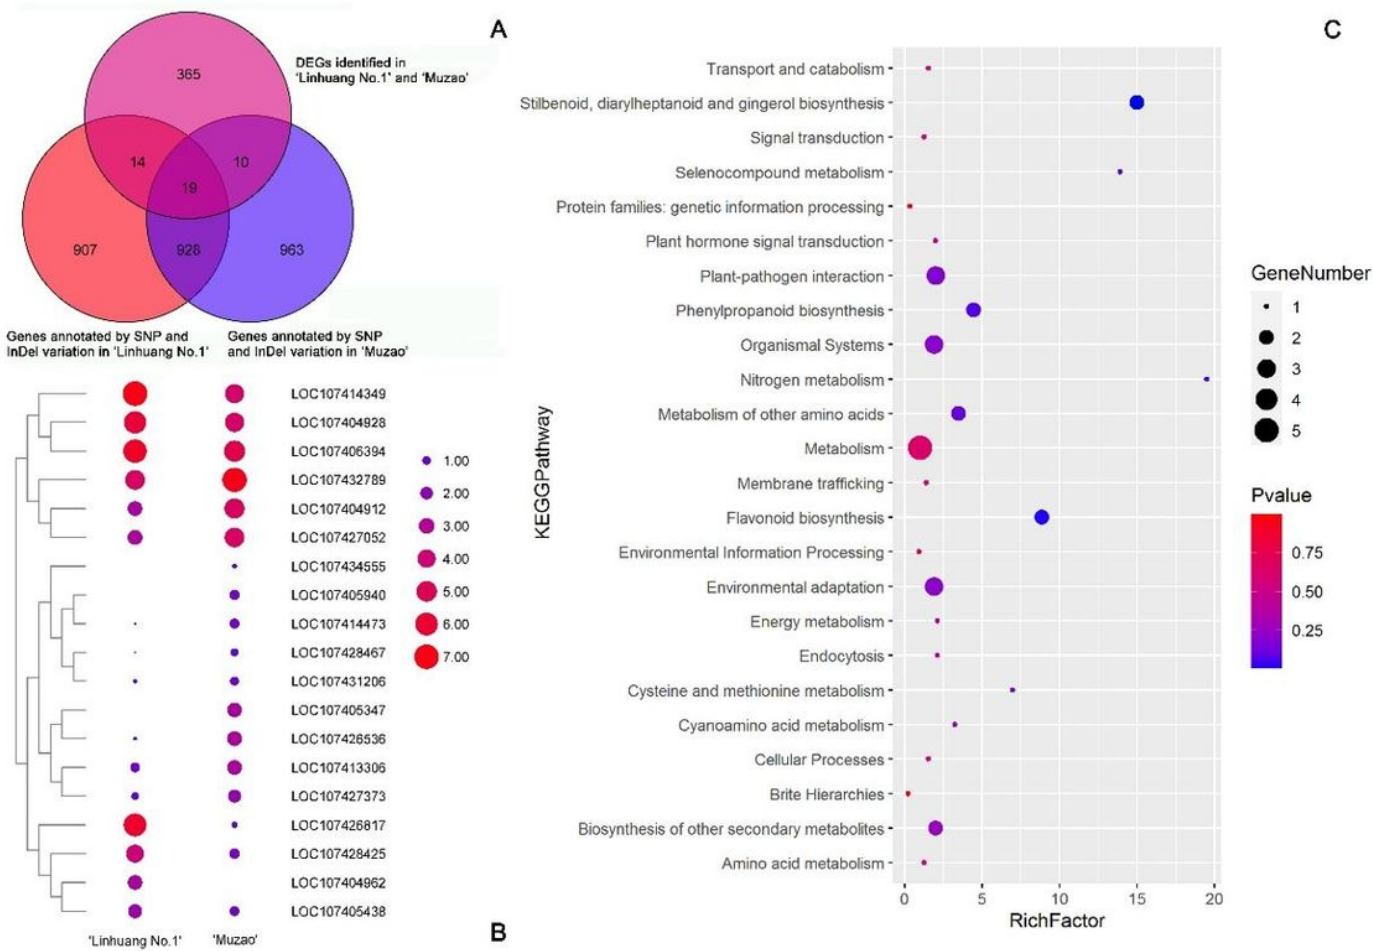 A
365
DEGs identified in
'Linhuang No.1' and 'Muzao'
14
10
19
907
928
963
Genes annotated by SNP and
InDel variation in 'Linhuang No.1'
Genes annotated by SNP
and InDel variation in 'Muzao'
LOC107414349
LOC107404928
LOC107406394
LOC107432789
LOC107404912
LOC107427052
LOC107434555
LOC107405940
LOC107414473
LOC107428467
LOC107431206
LOC107405347
LOC107426536
LOC107413306
LOC107427373
LOC107426817
LOC107428425
LOC107404962
LOC107405438
1.00
2.00
3.00
4.00
5.00
6.00
7.00
'Linhuang No.1'
'Muzao'
B
C
KEGGPathway
Transport and catabolism
Stilbenoid, diarylheptanoid and gingerol biosynthesis
Signal transduction
Selenocompound metabolism
Protein families: genetic information processing
Plant hormone signal transduction
Plant-pathogen interaction
Phenylpropanoid biosynthesis
Organismal Systems
Nitrogen metabolism
Metabolism of other amino acids
Metabolism
Membrane trafficking
Flavonoid biosynthesis
Environmental Information Processing
Environmental adaptation
Energy metabolism
Endocytosis
Cysteine and methionine metabolism
Cyanoamino acid metabolism
Cellular Processes
Brite Hierarchies
Biosynthesis of other secondary metabolites
Amino acid metabolism
0
5
10
15
20
RichFactor
GeneNumber
1
2
3
4
5
Pvalue
0.75
0.50
0.25